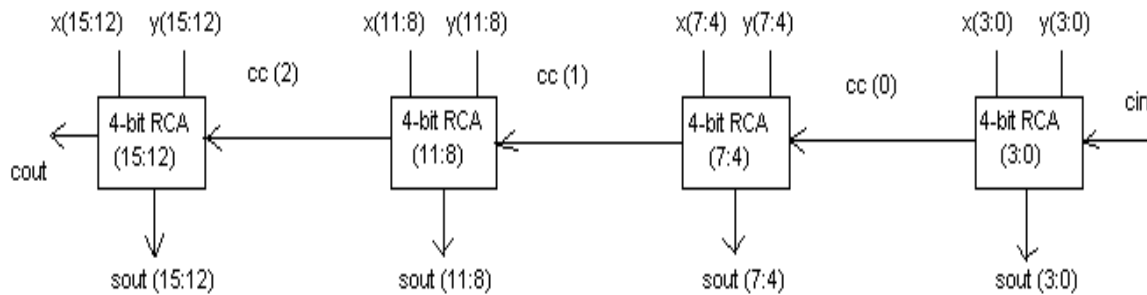 x(15:12) y(15:12) x(11:8) y(11:8) x(7:4) y(7:4) x(3:0) y(3:0)
cc (2) cc (1) cc (0) cin
4-bit RCA 4-bit RCA 4-bit RCA 4-bit RCA
(15:12) (11:8) (7:4) (3:0)
cout
sout (15:12) sout (11:8) sout (7:4) sout (3:0)